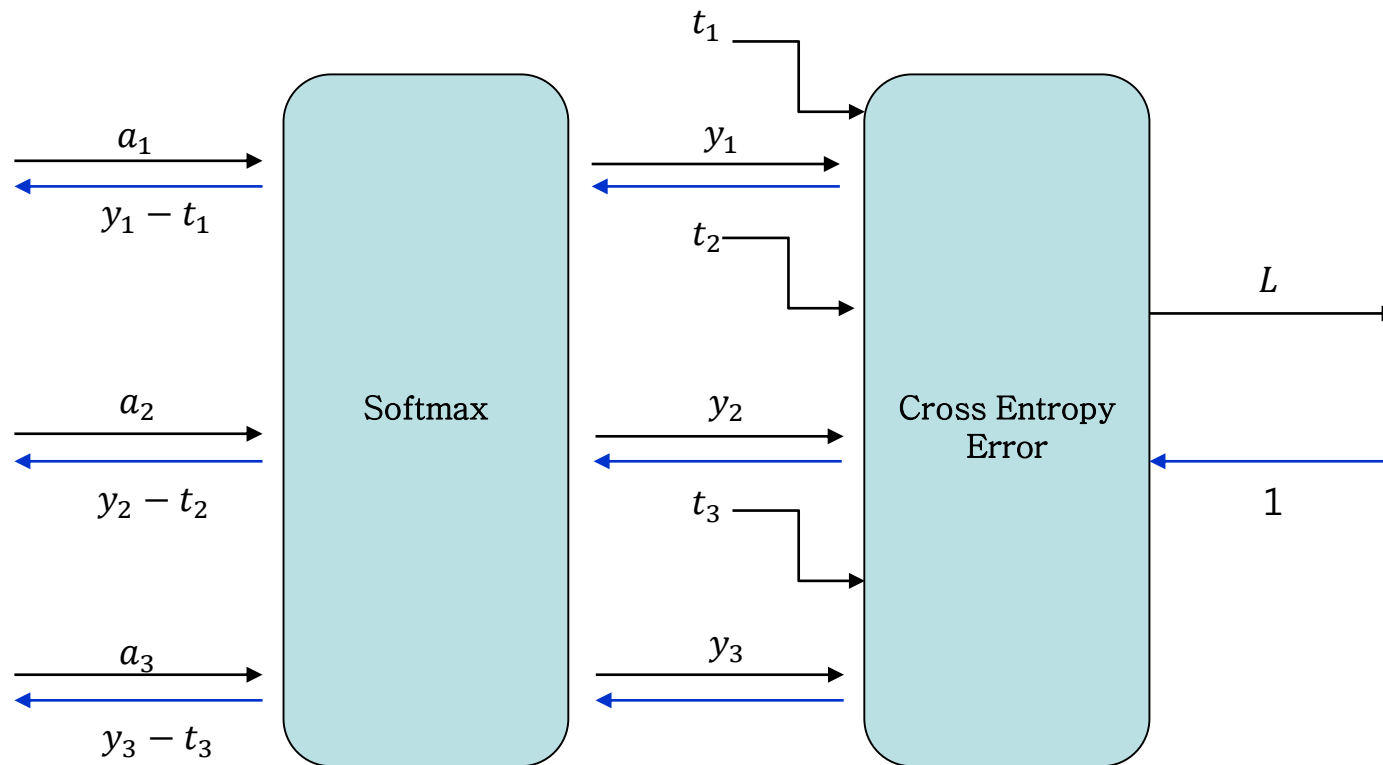 t₁
a₁
y₁
y₁ − t₁
t₂
L
a₂
Softmax
y₂
Cross Entropy
Error
y₂ − t₂
t₃
1
a₃
y₃
y₃ − t₃